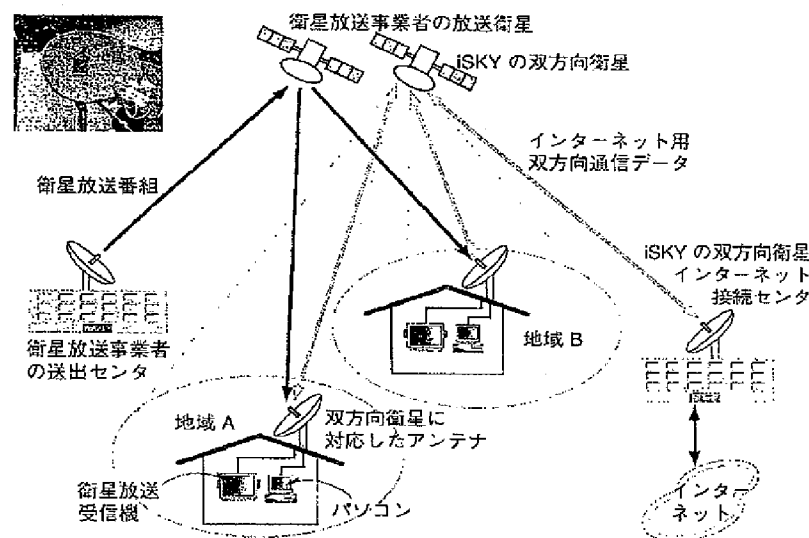 衛星放送事業者の放送衛星
iSKY の双方向衛星
インターネット用
双方向通信データ
衛星放送番組
iSKY の双方向衛星
インターネット
接続センタ
衛星放送事業者
の送出センタ
地域 B
地域 A
双方向衛星に
対応したアンテナ
衛星放送
受信機
パソコン
インター
ネット